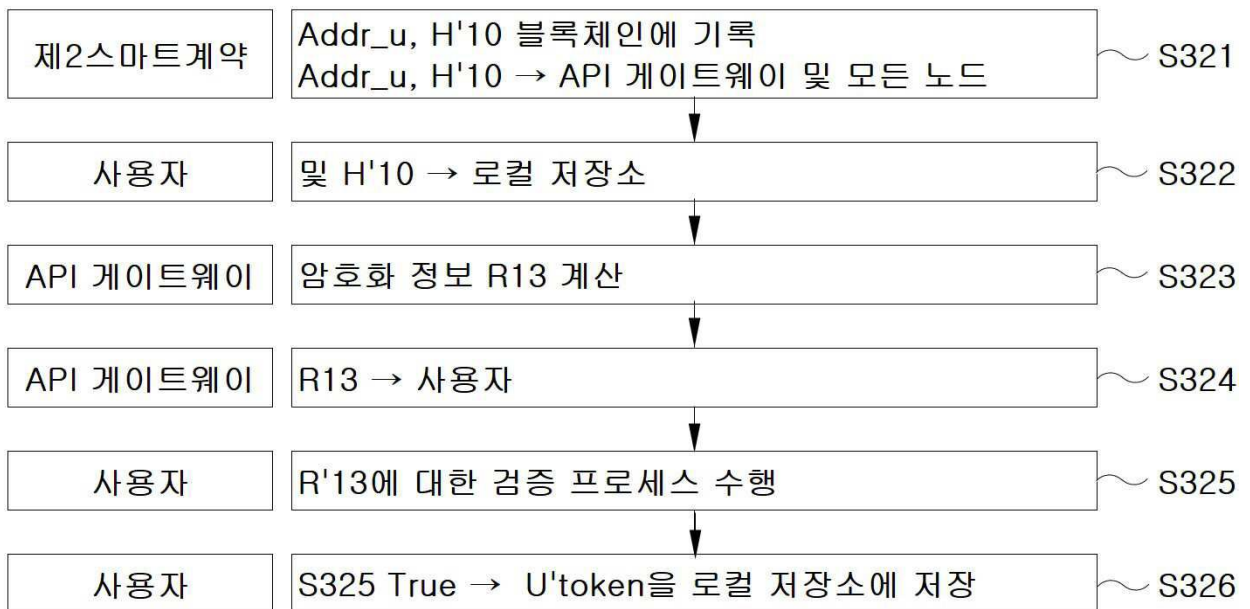 제2스마트계약
Addr_u, H'10 블록체인에 기록
Addr_u, H'10 → API 게이트웨이 및 모든 노드
S321
사용자
및 H'10 → 로컬 저장소
S322
API 게이트웨이
암호화 정보 R13 계산
S323
API 게이트웨이
R13 → 사용자
S324
사용자
R'13에 대한 검증 프로세스 수행
S325
사용자
S325 True → U'token을 로컬 저장소에 저장
S326